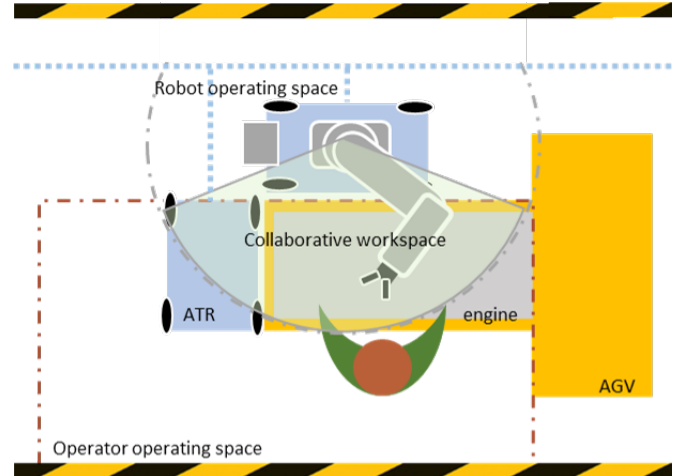 Robot operating space
Collaborative workspace
ATR
engine
AGV
Operator operating space